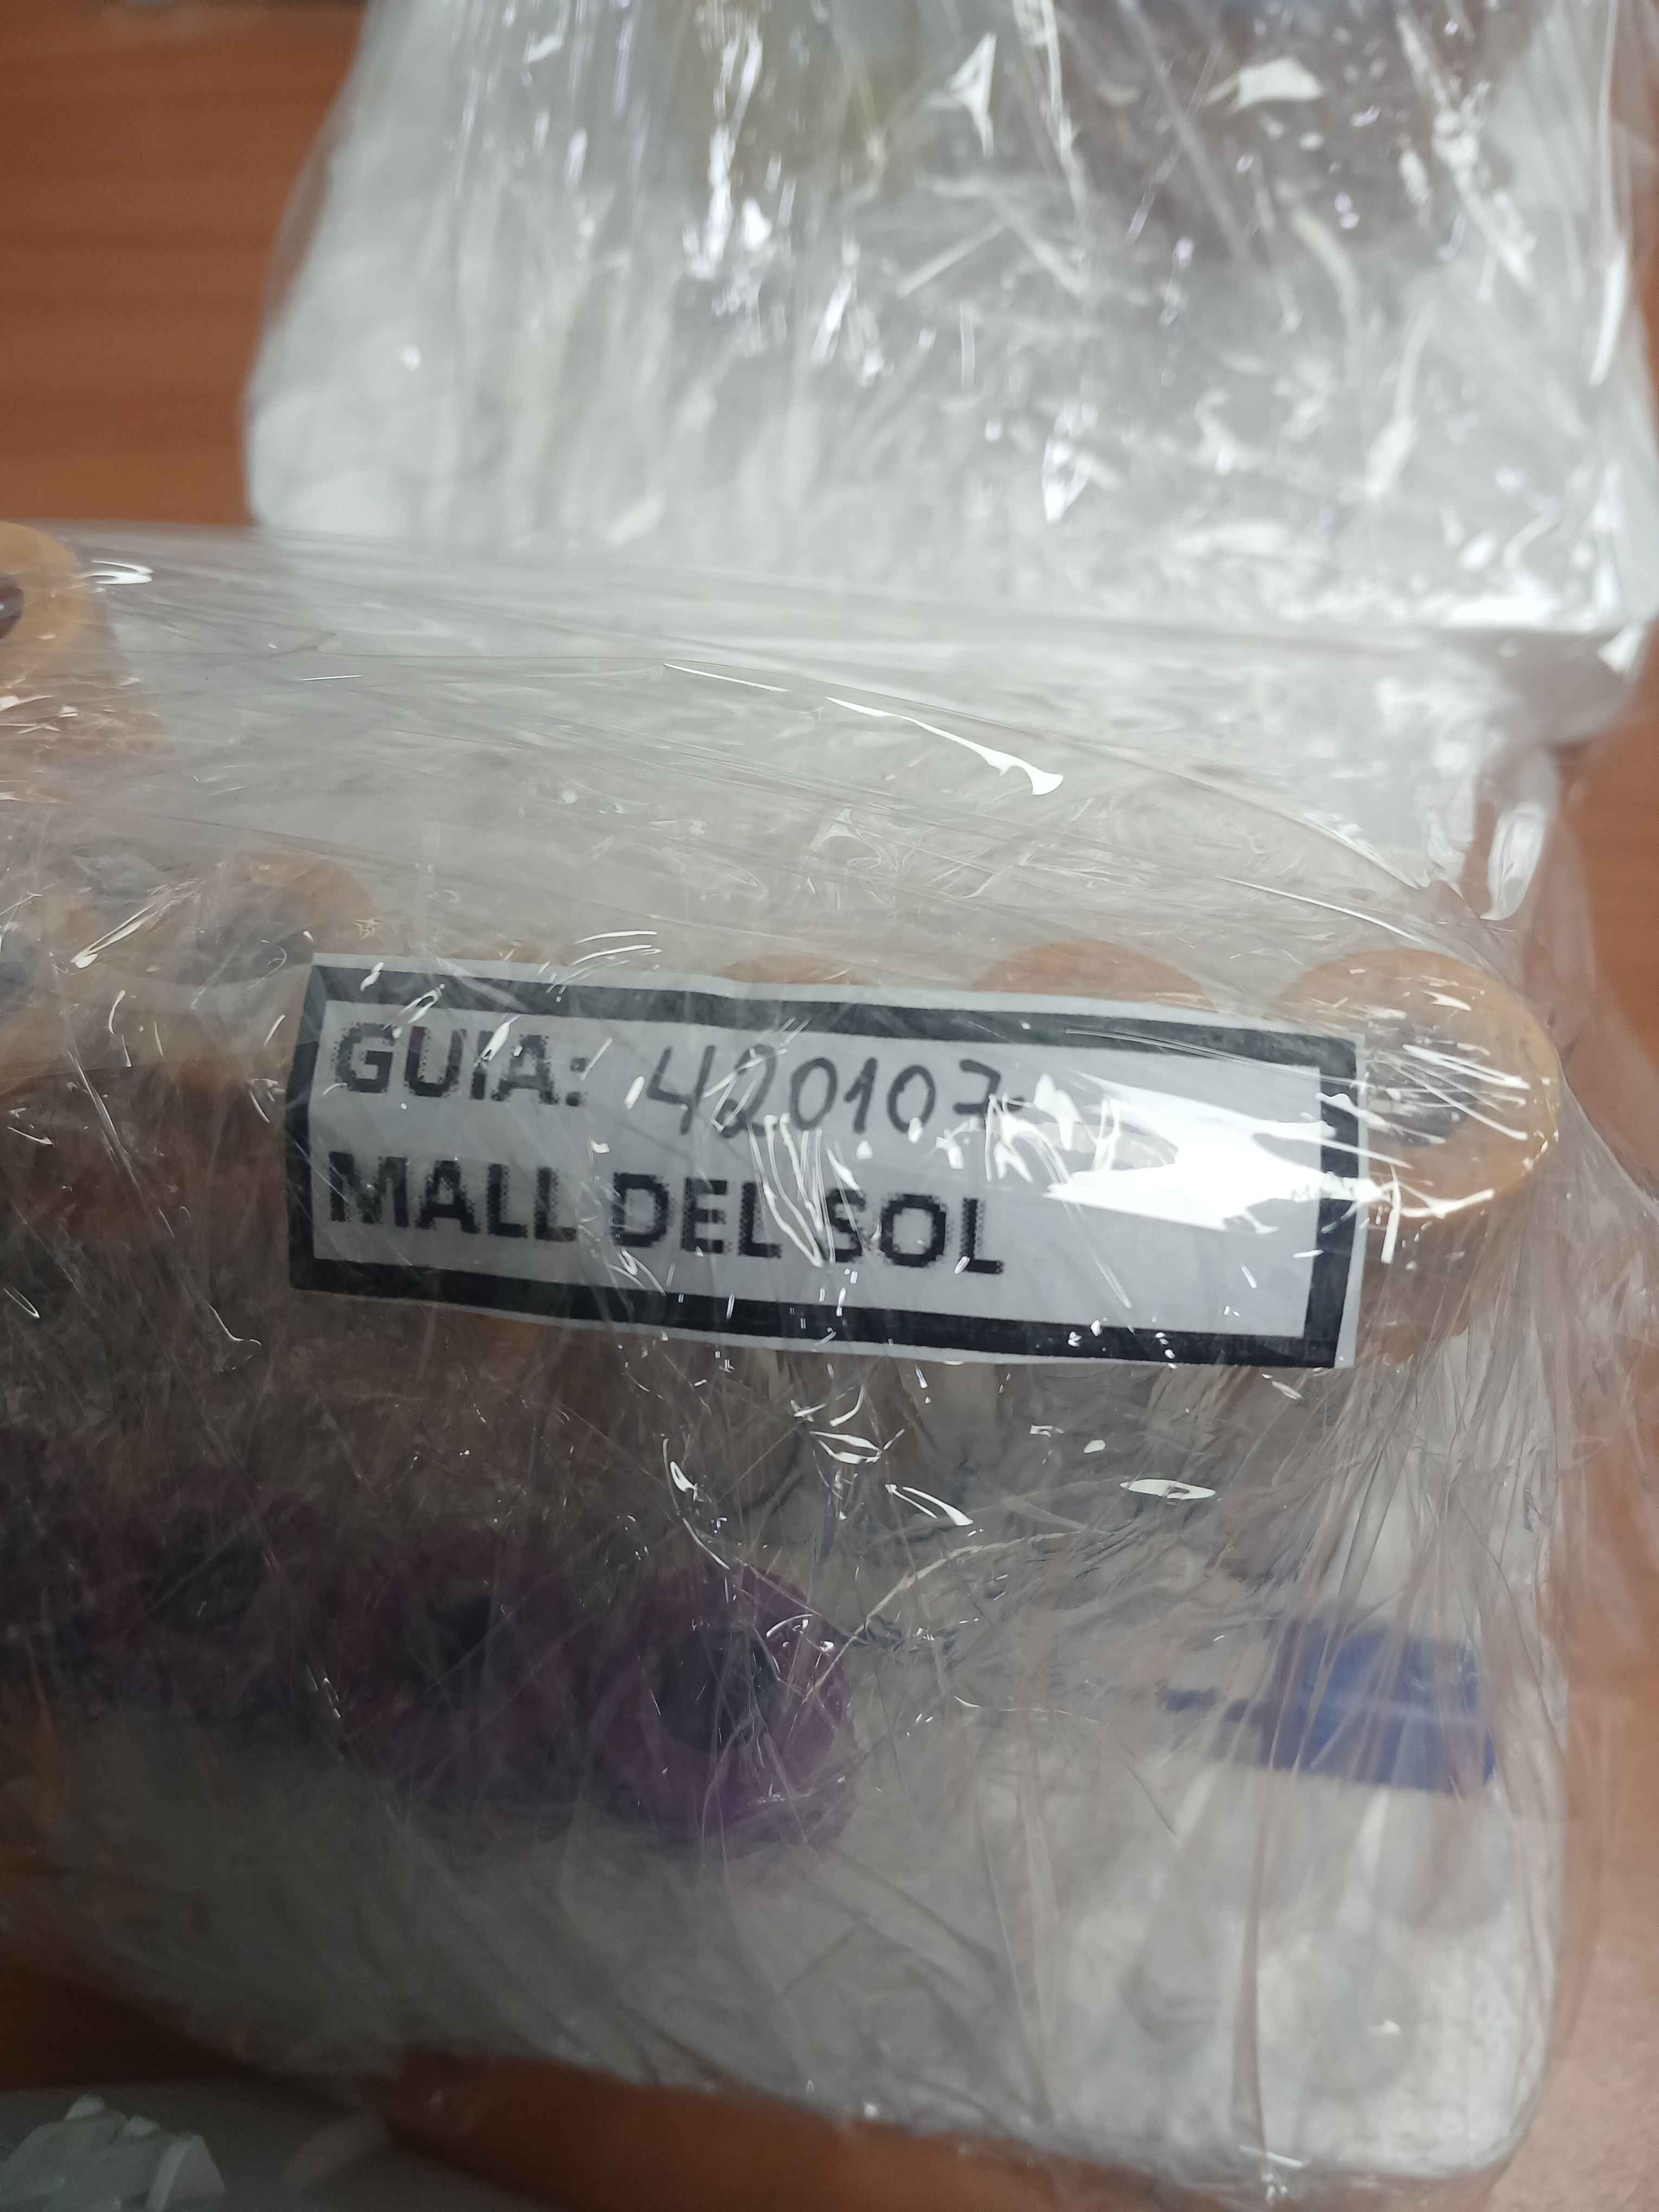 GUIA: 420107
MALL DEL SOL